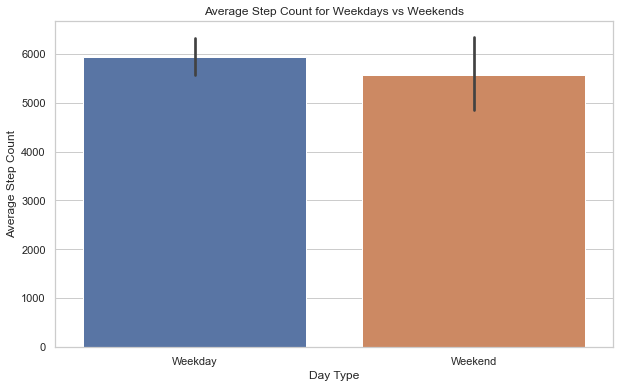 Average Step Count for Weekdays vs Weekends
6000
5000
4000
3000
2000
1000
0
Average Step Count
Weekday
Weekend
Day Type